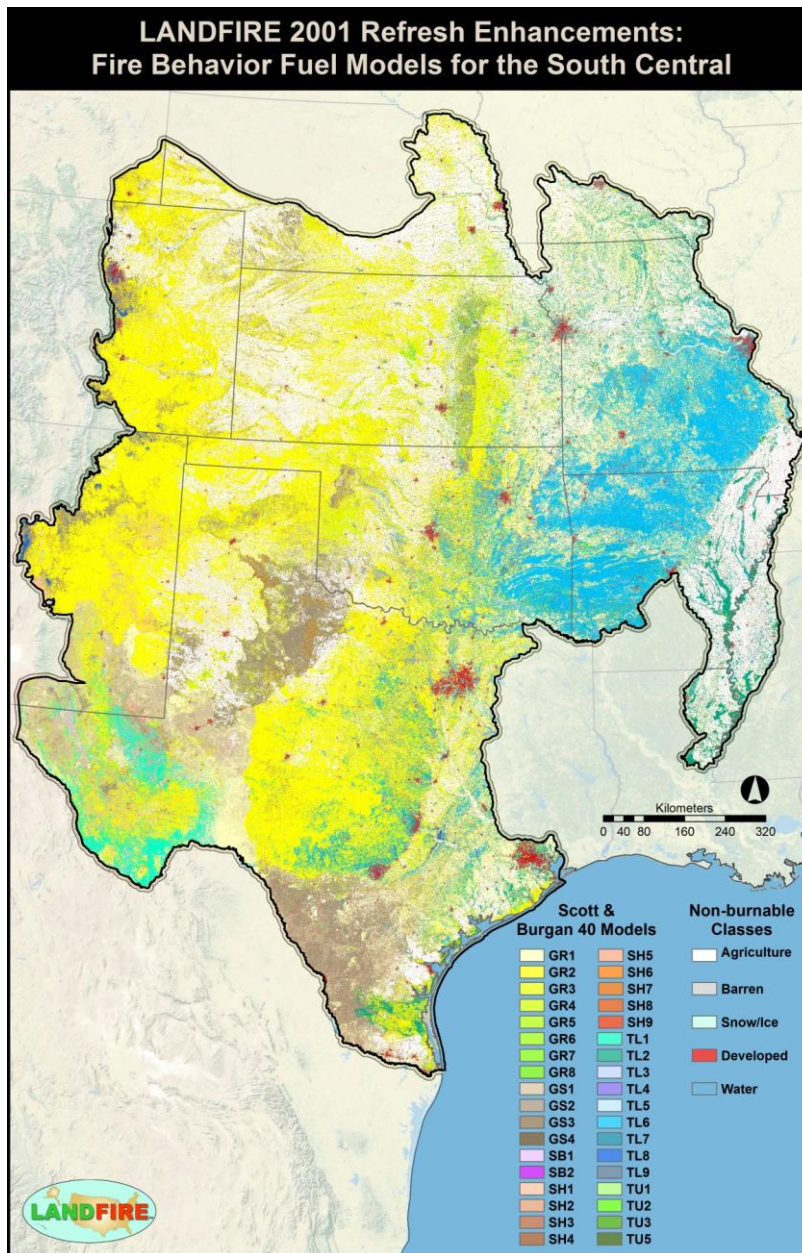 LANDFIRE 2001 Refresh Enhancements:
Fire Behavior Fuel Models for the South Central
Kilometers
0 40 80 160 240 320
Scott &
Burgan 40 Models
GR1
GR2
GR3
GR4
GR5
GR6
GR7
GR8
GS1
GS2
GS3
GS4
SB1
SB2
SH1
SH2
SH3
SH4
SH5
SH6
SH7
SH8
SH9
TL1
TL2
TL3
TL4
TL5
TL6
TL7
TL8
TL9
TU1
TU2
TU3
TU5
Non-burnable
Classes
Agriculture
Barren
Snow/Ice
Developed
Water
LANDFIRE